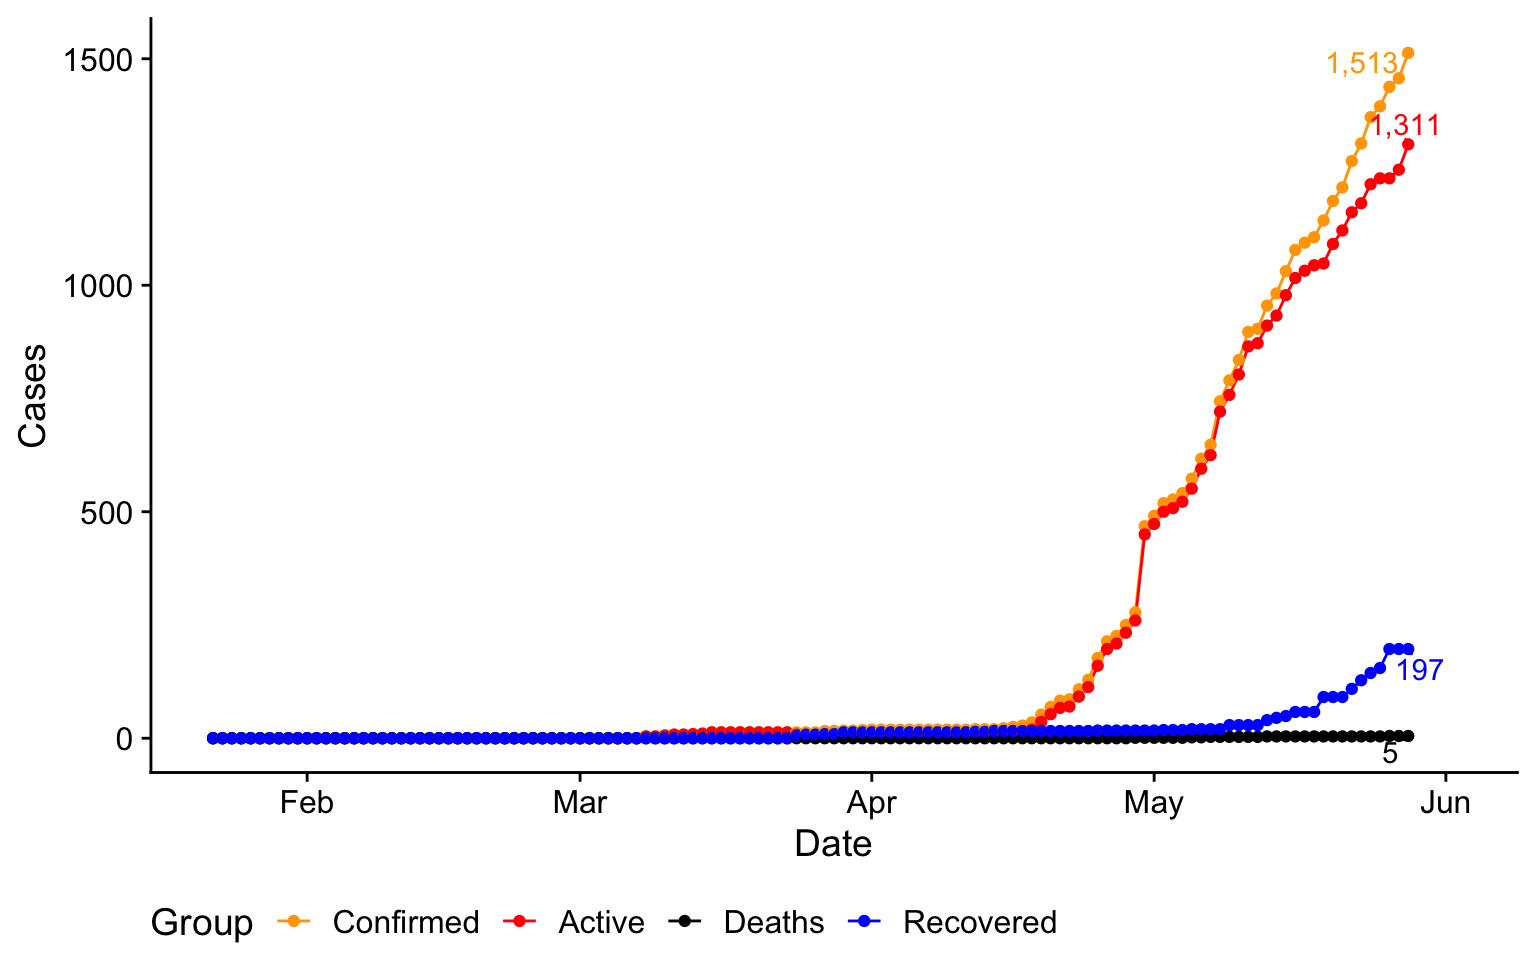 1500
1,513
1,311
1000
Cases
500
197
0
5
Feb Mar Apr May Jun
Date
Group Confirmed Active Deaths Recovered